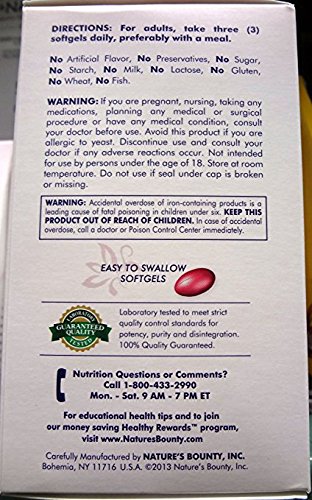 DIRECTIONS: For adults, take three (3)
softgels daily, preferably with a meal.
No Artificial Flavor, No Preservatives, No Sugar,
No Starch, No Milk, No Lactose, No Gluten,
No Wheat, No Fish.
WARNING: If you are pregnant, nursing, taking any
medications, planning any medical or surgical
procedure or have any medical condition, consult
your doctor before use. Avoid this product if you are
allergic to yeast. Discontinue use and consult your
doctor if any adverse reactions occur. Not intended
for use by persons under the age of 18. Store at room
temperature. Do not use if seal under cap is broken
or missing.
WARNING: Accidental overdose of iron-containing products is a
leading cause of fatal poisoning in children under six. KEEP THIS
PRODUCT OUT OF REACH OF CHILDREN. In case of accidental
overdose, call a doctor or Poison Control Center immediately.
EASY TO SWALLOW
SOFTGELS
LABORATORY
GUARANTEED
QUALITY
TESTED
Laboratory tested to meet strict
quality control standards for
potency, purity and disintegration.
100% Quality Guaranteed.
Nutrition Questions or Comments?
Call 1-800-433-2990
Mon. - Sat. 9 AM - 7 PM ET
For educational health tips and to join
our money saving Healthy Rewards™ program,
visit www.NaturesBounty.com
Carefully Manufactured by NATURE'S BOUNTY, INC.
Bohemia, NY 11716 U.S.A. ©2013 Nature's Bounty, Inc.